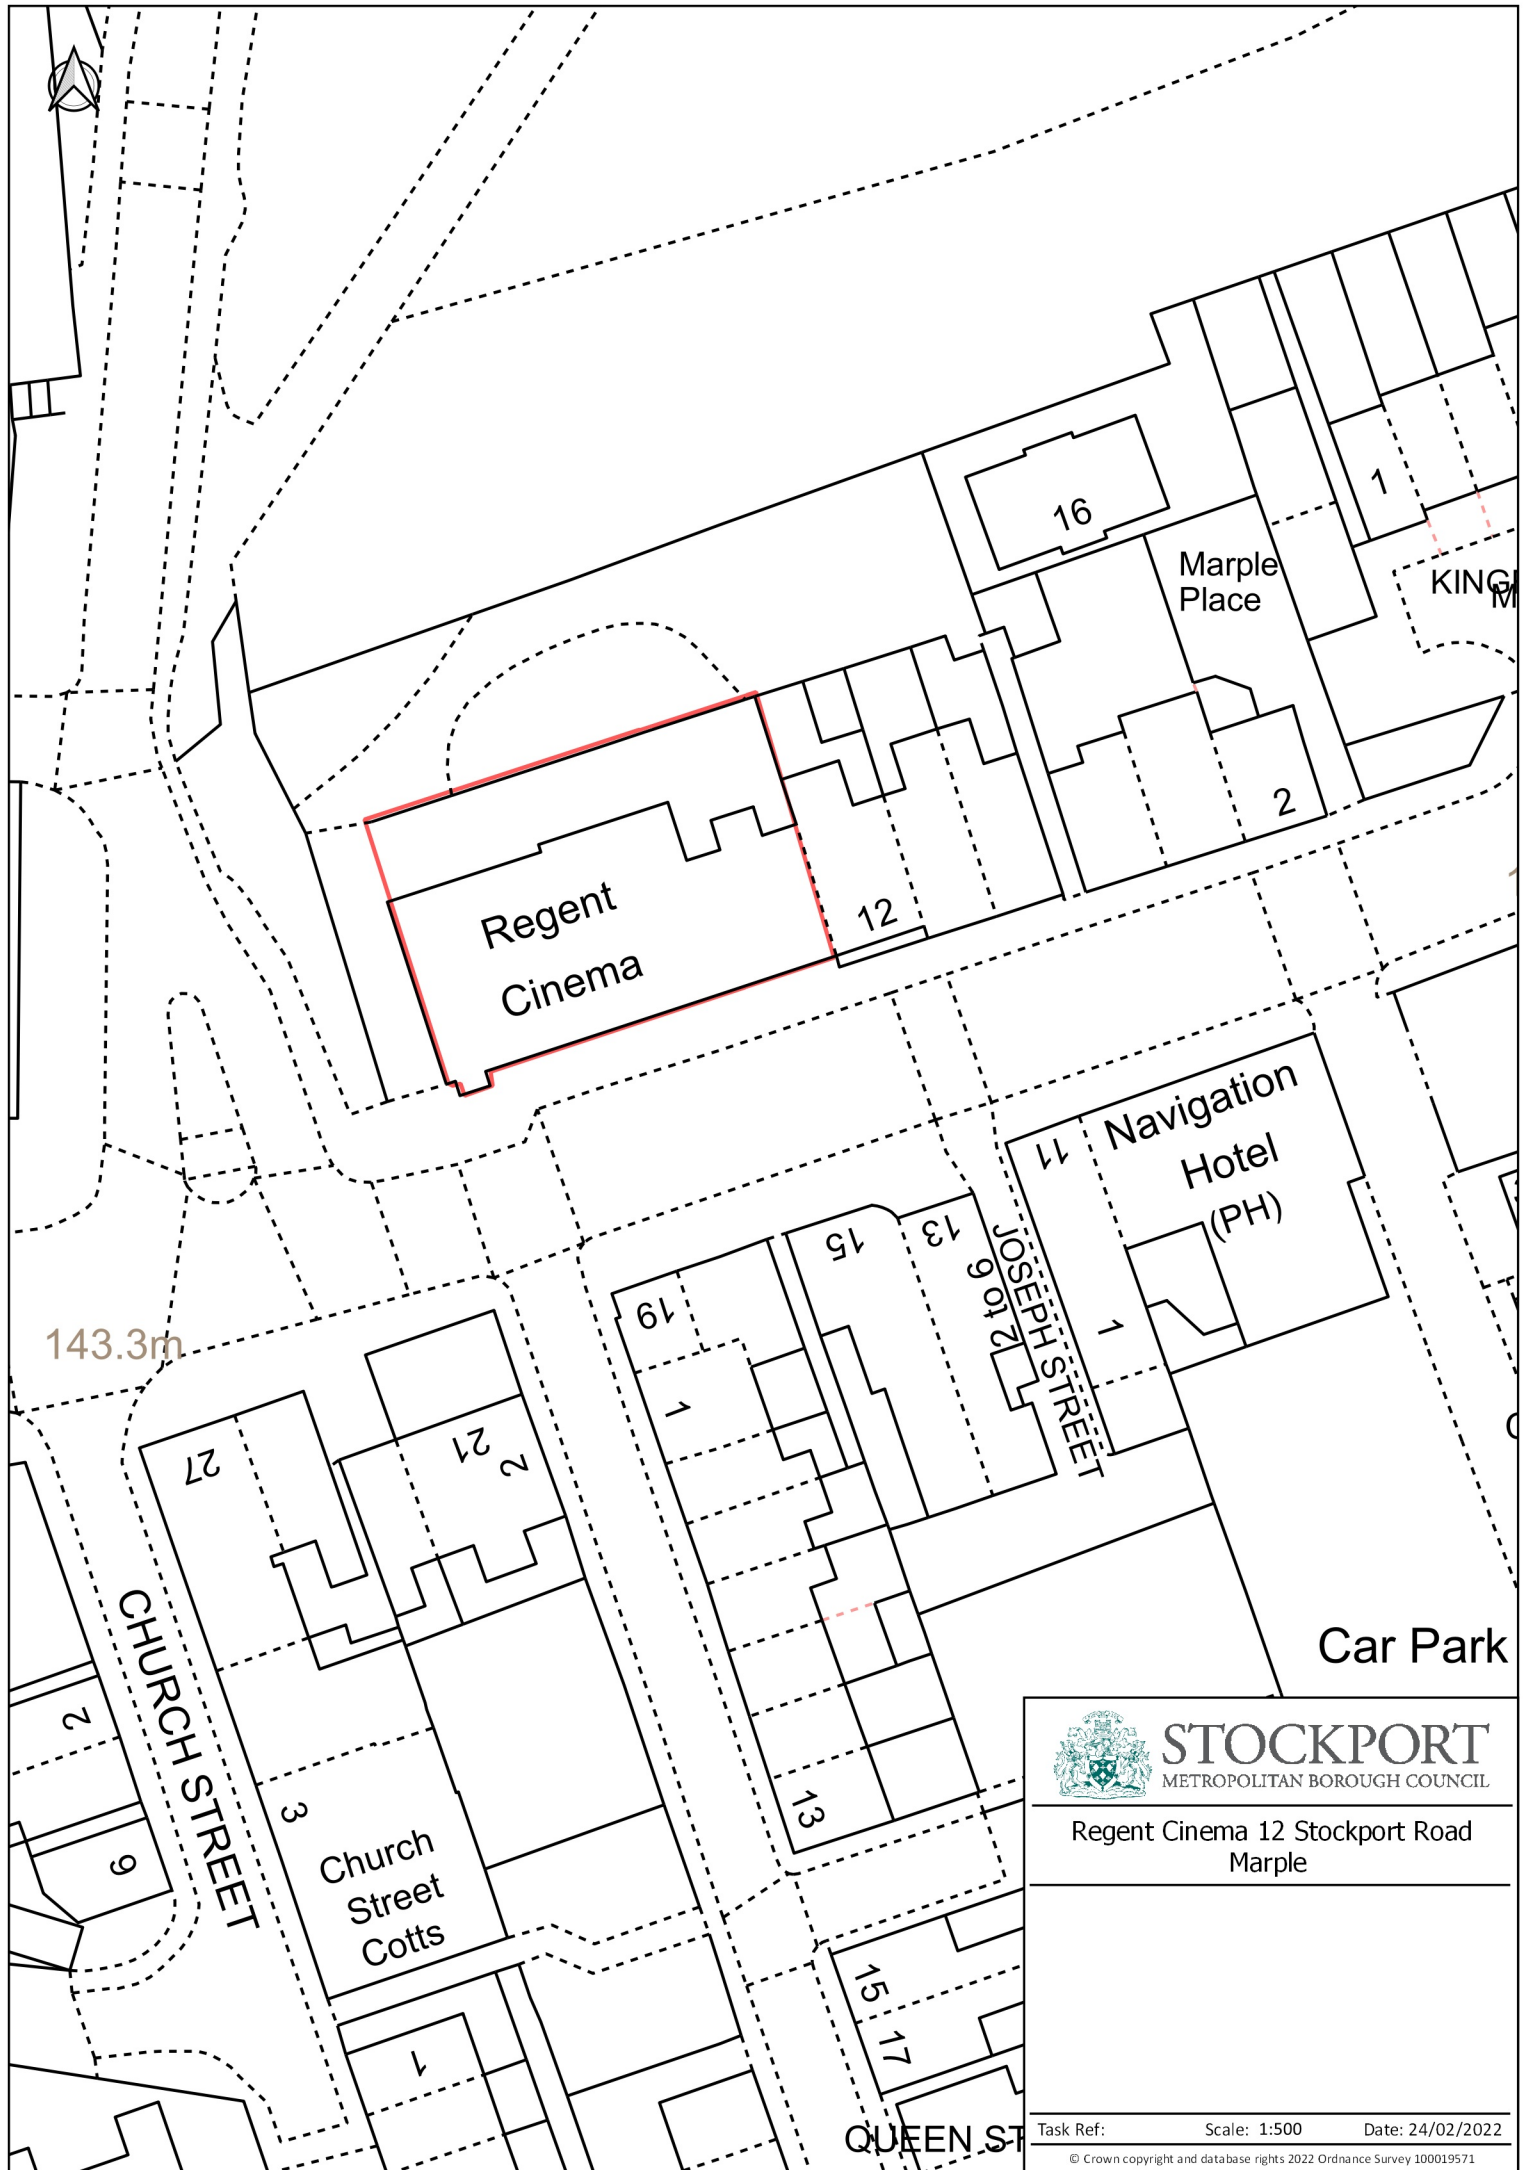 16
1
Marple
Place
KING
M
2
12
Regent
Cinema
Navigation
Hotel
(PH)
11
13
15
JOSEPH STREET
2 to 6
1
19
1
143.3m
27
21
2
CHURCH STREET
Car Park
2
3
13
9
Church
Street
Cotts
15
17
1
QUEEN ST
STOCKPORT
METROPOLITAN BOROUGH COUNCIL
Regent Cinema 12 Stockport Road
Marple
Task Ref: Scale: 1:500 Date: 24/02/2022
© Crown copyright and database rights 2022 Ordnance Survey 100019571